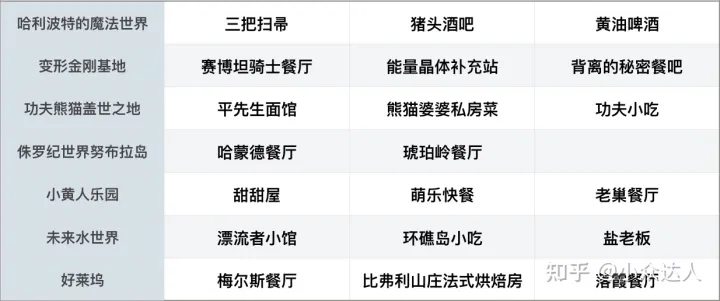 哈利波特的魔法世界 三把扫帚 猪头酒吧 黄油啤酒
变形金刚基地 赛博坦骑士餐厅 能量晶体补充站 背离的秘密餐吧
功夫熊猫盖世之地 平先生面馆 熊猫婆婆私房菜 功夫小吃
侏罗纪世界努布拉岛 哈蒙德餐厅 琥珀岭餐厅
小黄人乐园 甜甜屋 萌乐快餐 老巢餐厅
未来水世界 漂流者小馆 环礁岛小吃 盐老板
好莱坞 梅尔斯餐厅 比弗利山庄法式烘焙房 洛霞餐厅
知乎 @小众达人